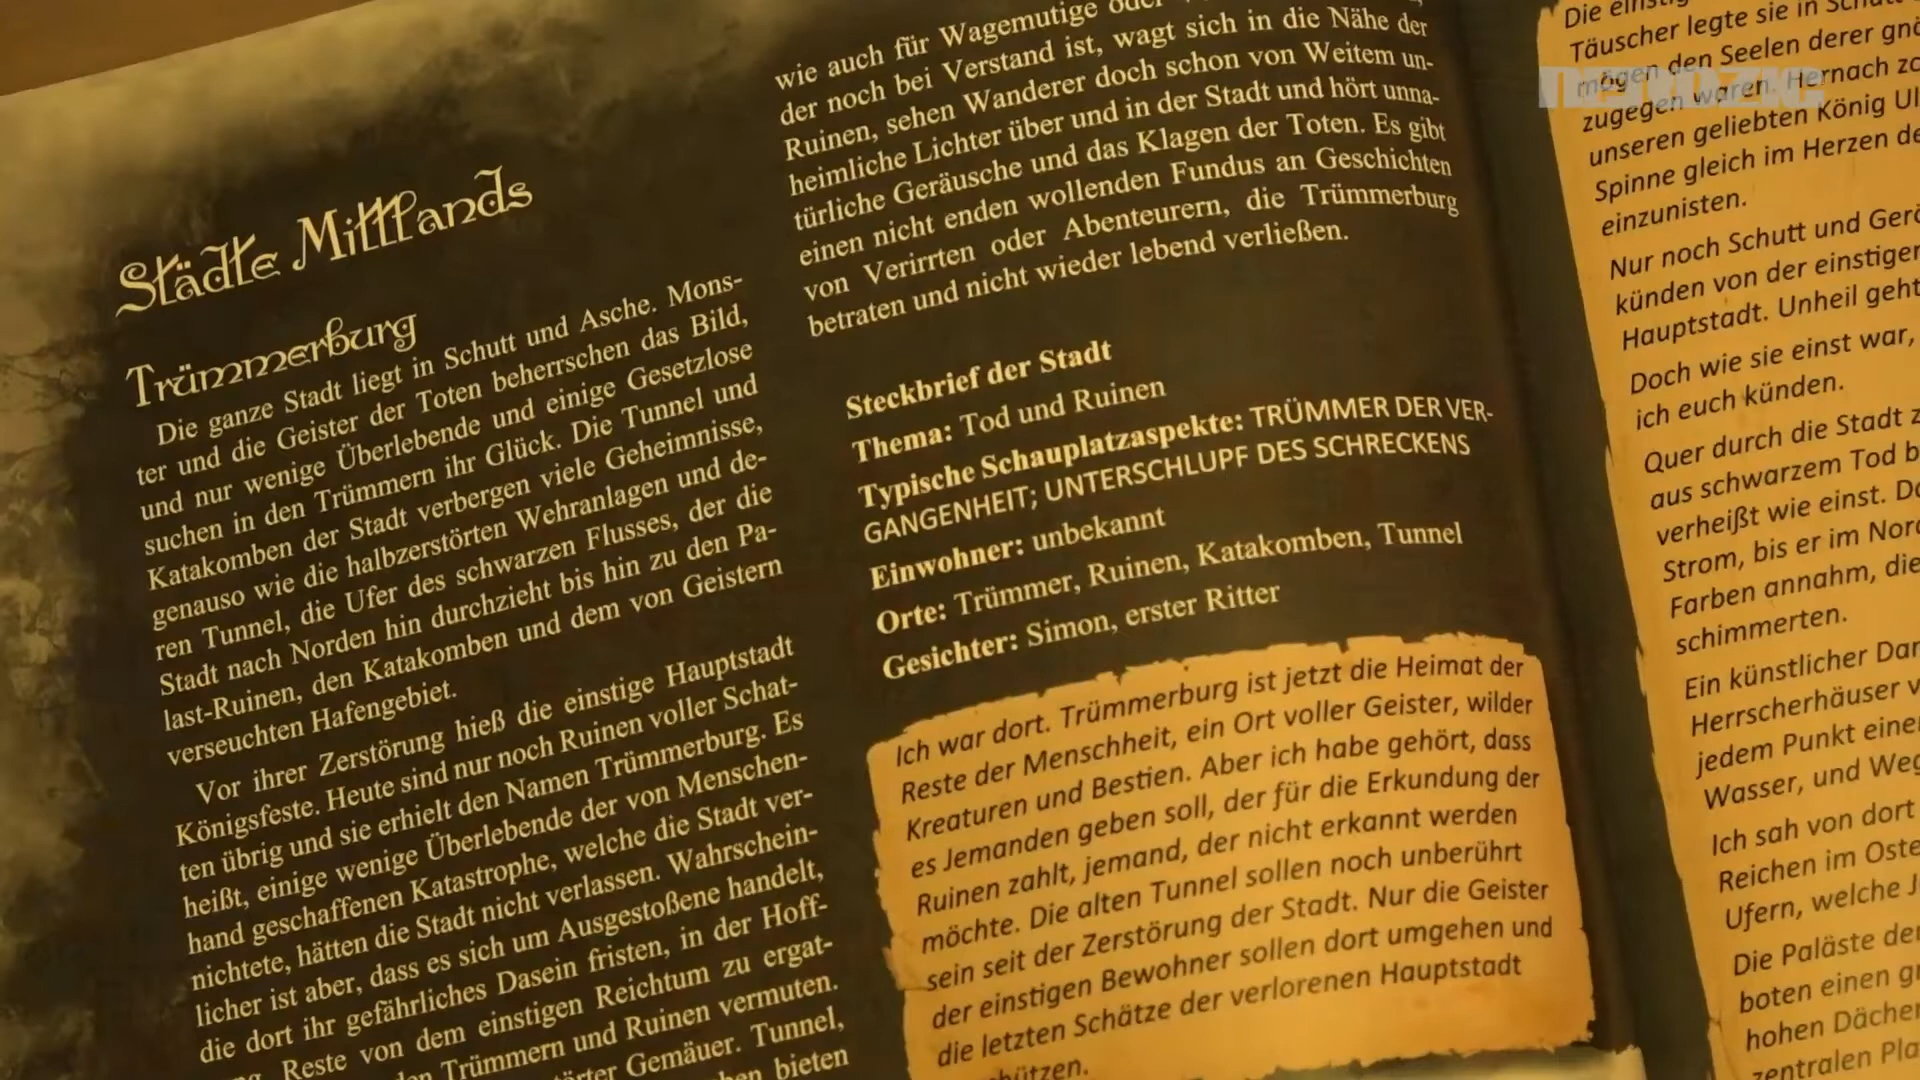 Städte Mittlands
Trümmerburg
Die ganze Stadt liegt in Schutt und Asche. Mons-
ter und die Geister der Toten beherrschen das Bild,
und nur wenige Überlebende und einige Gesetzlose
suchen in den Trümmern ihr Glück. Die Tunnel und
Katakomben der Stadt verbergen viele Geheimnisse,
genauso wie die halbzerstörten Wehranlagen und de-
ren Tunnel, die Ufer des schwarzen Flusses, der die
Stadt nach Norden hin durchzieht bis hin zu den Pa-
last-Ruinen, den Katakomben und dem von Geistern
verseuchten Hafengebiet.
Vor ihrer Zerstörung hieß die einstige Hauptstadt
Königsfeste. Heute sind nur noch Ruinen voller Schat-
ten übrig und sie erhielt den Namen Trümmerburg. Es
heißt, einige wenige Überlebende der von Menschen-
hand geschaffenen Katastrophe, welche die Stadt ver-
nichtete, hätten die Stadt nicht verlassen. Wahrschein-
licher ist aber, dass es sich um Ausgestoßene handelt,
die dort ihr gefährliches Dasein fristen, in der Hoff-
Reste von dem einstigen Reichtum zu ergat-
Trümmern und Ruinen vermuten.
Gemäuer. Tunnel,
bieten
wie auch für Wagemutige oder
der noch bei Verstand ist, wagt sich in die Nähe der
Ruinen, sehen Wanderer doch schon von Weitem un-
heimliche Lichter über und in der Stadt und hört unna-
türliche Geräusche und das Klagen der Toten. Es gibt
einen nicht enden wollenden Fundus an Geschichten
von Verirrten oder Abenteurern, die Trümmerburg
betraten und nicht wieder lebend verließen.
Steckbrief der Stadt
Thema: Tod und Ruinen
Typische Schauplatzaspekte: TRÜMMER DER VER-
GANGENHEIT; UNTERSCHLUPF DES SCHRECKENS
Einwohner: unbekannt
Orte: Trümmer, Ruinen, Katakomben, Tunnel
Gesichter: Simon, erster Ritter
Ich war dort. Trümmerburg ist jetzt die Heimat der
Reste der Menschheit, ein Ort voller Geister, wilder
Kreaturen und Bestien. Aber ich habe gehört, dass
es Jemanden geben soll, der für die Erkundung der
Ruinen zahlt, jemand, der nicht erkannt werden
möchte. Die alten Tunnel sollen noch unberührt
sein seit der Zerstörung der Stadt. Nur die Geister
der einstigen Bewohner sollen dort umgehen und
die letzten Schätze der verlorenen Hauptstadt
Die
Täuscher legte sie in
mögen den Seelen derer
zugegen waren. Hernach
unseren geliebten König
Spinne gleich im Herzen
einzunisten.
Nur noch Schutt und
künden von der einstigen
Hauptstadt. Unheil geht
Doch wie sie einst war,
ich euch künden.
Quer durch die Stadt
aus schwarzem Tod
verheißt wie einst.
Strom, bis er im
Farben annahm, die
schimmerten.
Ein künstlicher
Herrscherhäuser
jedem Punkt
Wasser, und
Ich sah von dort
Reichen im
Ufern, welche
Die Paläste
boten einen
hohen
zentralen